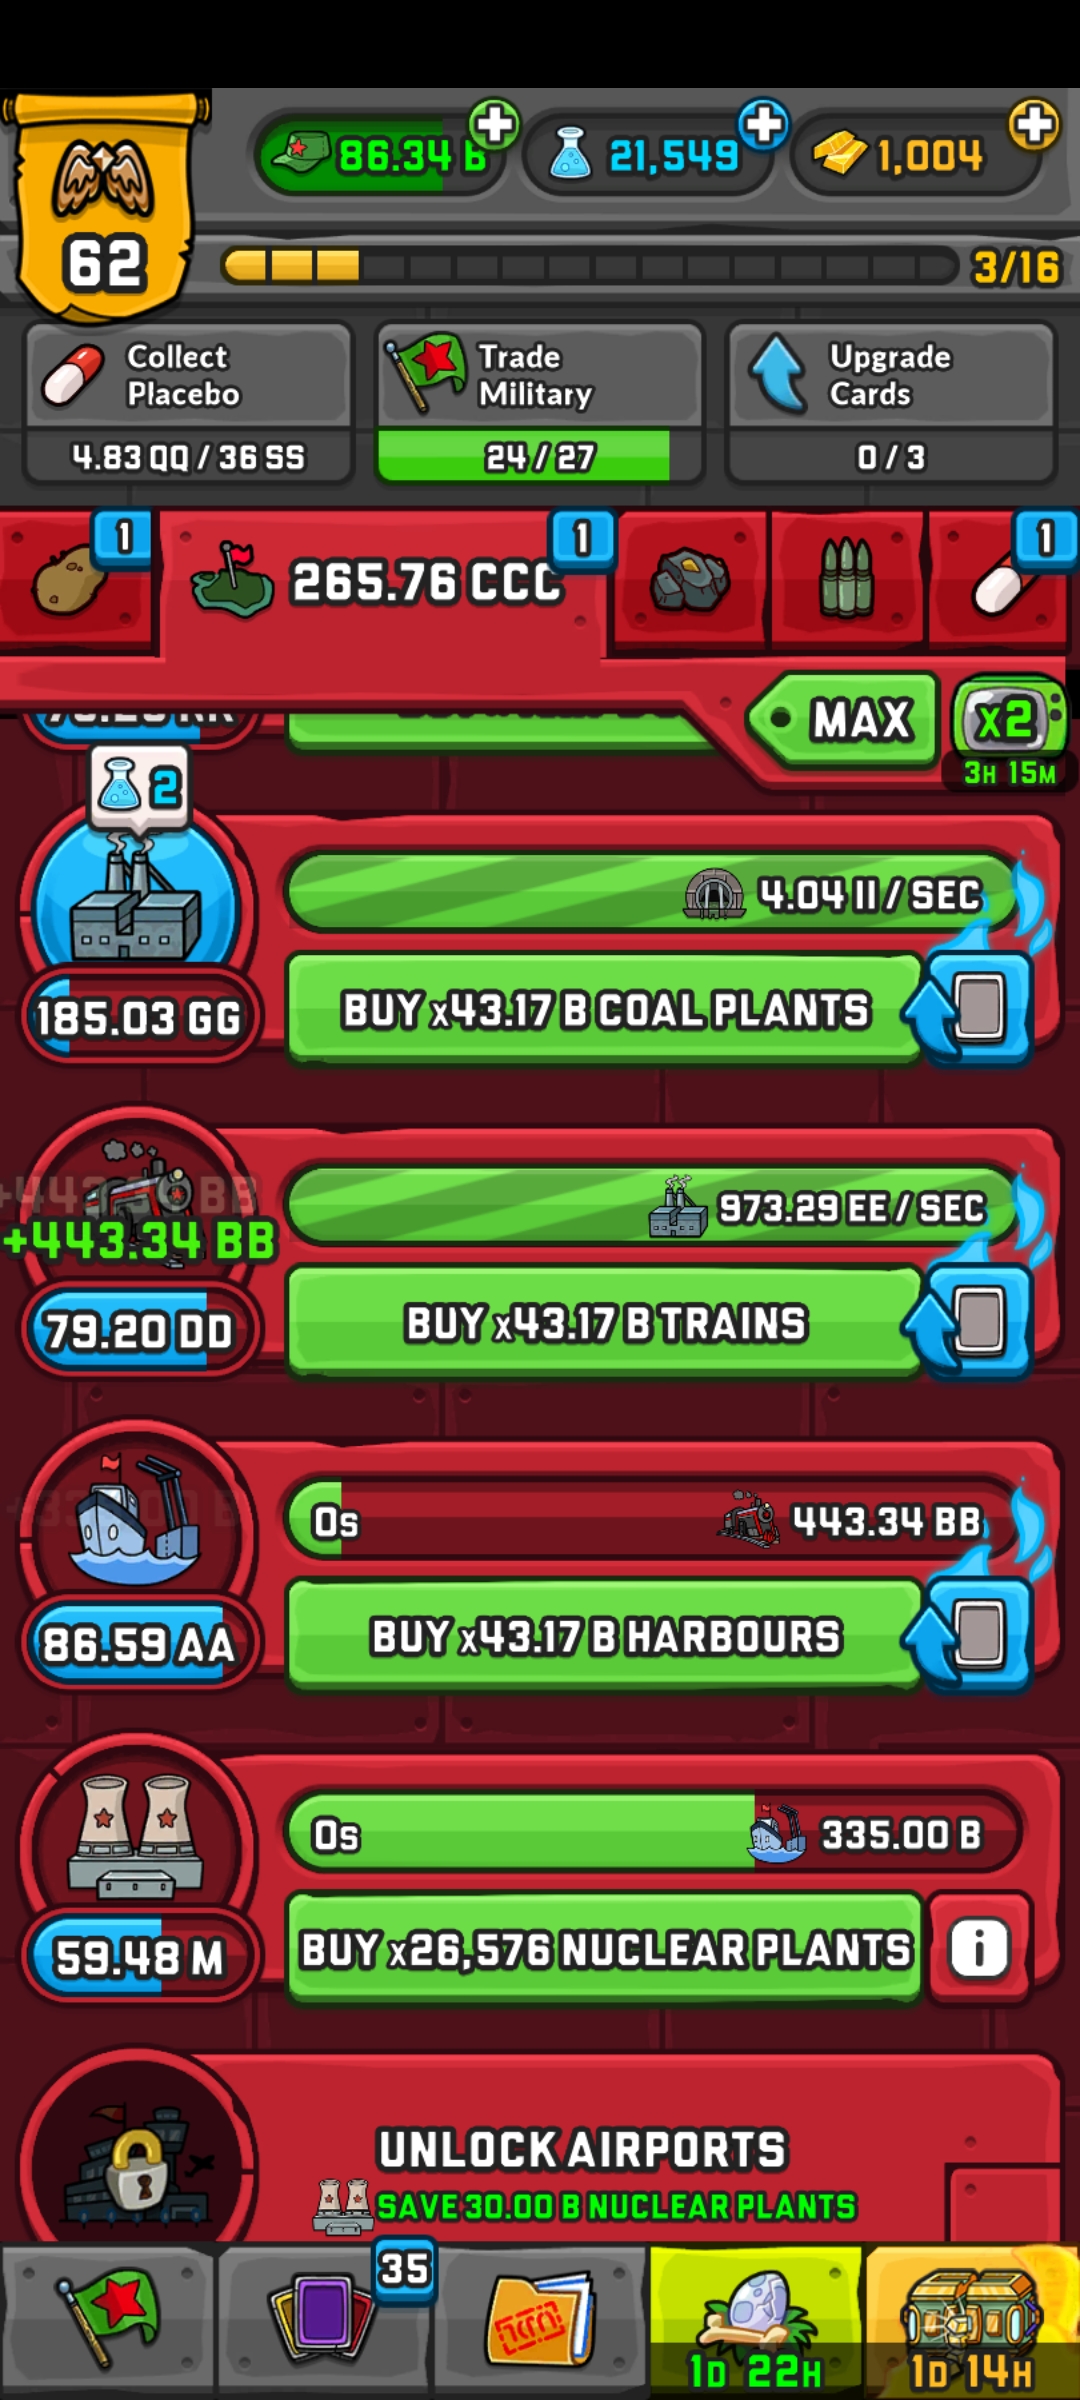 86.34 B
21,549
1,004
62
3/16
Collect
Placebo
4.83 QQ / 36 SS
Trade
Military
24 / 27
Upgrade
Cards
0 / 3
1
265.76 CCC
1
1
MAX
x2
3H 15M
2
4.04 II / SEC
185.03 GG
BUY x43.17 B COAL PLANTS
973.29 EE / SEC
+443.34 BB
79.20 DD
BUY x43.17 B TRAINS
0s
443.34 BB
86.59 AA
BUY x43.17 B HARBOURS
0s
335.00 B
59.48 M
BUY x26,576 NUCLEAR PLANTS
i
UNLOCK AIRPORTS
SAVE 30.00 B NUCLEAR PLANTS
35
1D 22H
1D 14H